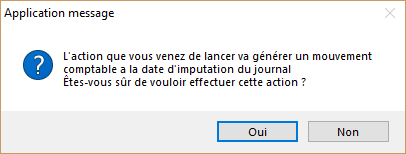 Application message
L'action que vous venez de lancer va générer un mouvement
comptable a la date d'imputation du journal
Êtes-vous sûr de vouloir effectuer cette action ?
Oui
Non